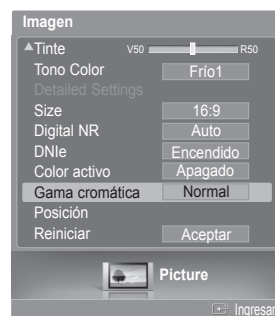 Imagen
Tinte V50 R50
Tono Color Frío1
Detailed Settings
Size 16:9
Digital NR Auto
DNIe Encendido
Color activo Apagado
Gama cromática Normal
Posición
Reiniciar Aceptar
Picture
Ingresar